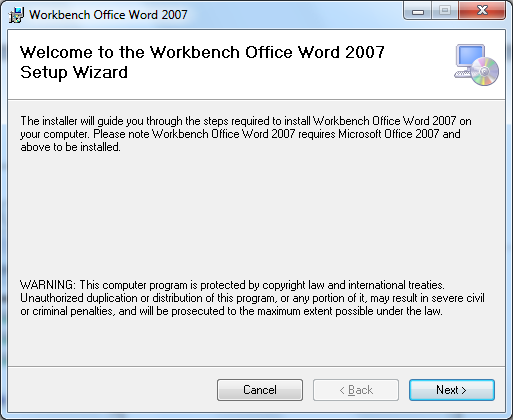 Workbench Office Word 2007
Welcome to the Workbench Office Word 2007
Setup Wizard
The installer will guide you through the steps required to install Workbench Office Word 2007 on
your computer. Please note Workbench Office Word 2007 requires Microsoft Office 2007 and
above to be installed.
WARNING: This computer program is protected by copyright law and international treaties.
Unauthorized duplication or distribution of this program, or any portion of it, may result in severe civil
or criminal penalties, and will be prosecuted to the maximum extent possible under the law.
Cancel < Back Next >